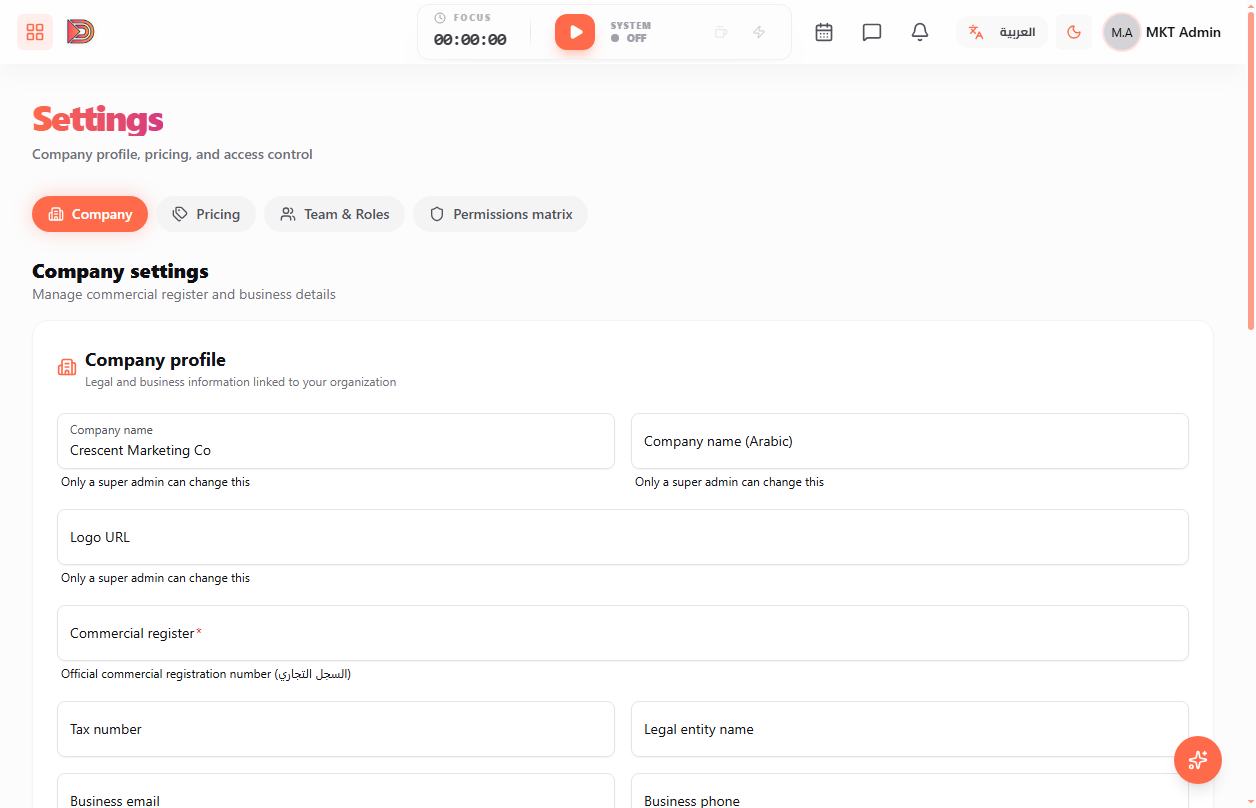 FOCUS
00:00:00
SYSTEM
OFF
العربية
M.A
MKT Admin
Settings
Company profile, pricing, and access control
Company
Pricing
Team & Roles
Permissions matrix
Company settings
Manage commercial register and business details
Company profile
Legal and business information linked to your organization
Company name
Crescent Marketing Co
Company name (Arabic)
Only a super admin can change this
Only a super admin can change this
Logo URL
Only a super admin can change this
Commercial register*
Official commercial registration number (السجل التجاري)
Tax number
Legal entity name
Business email
Business phone